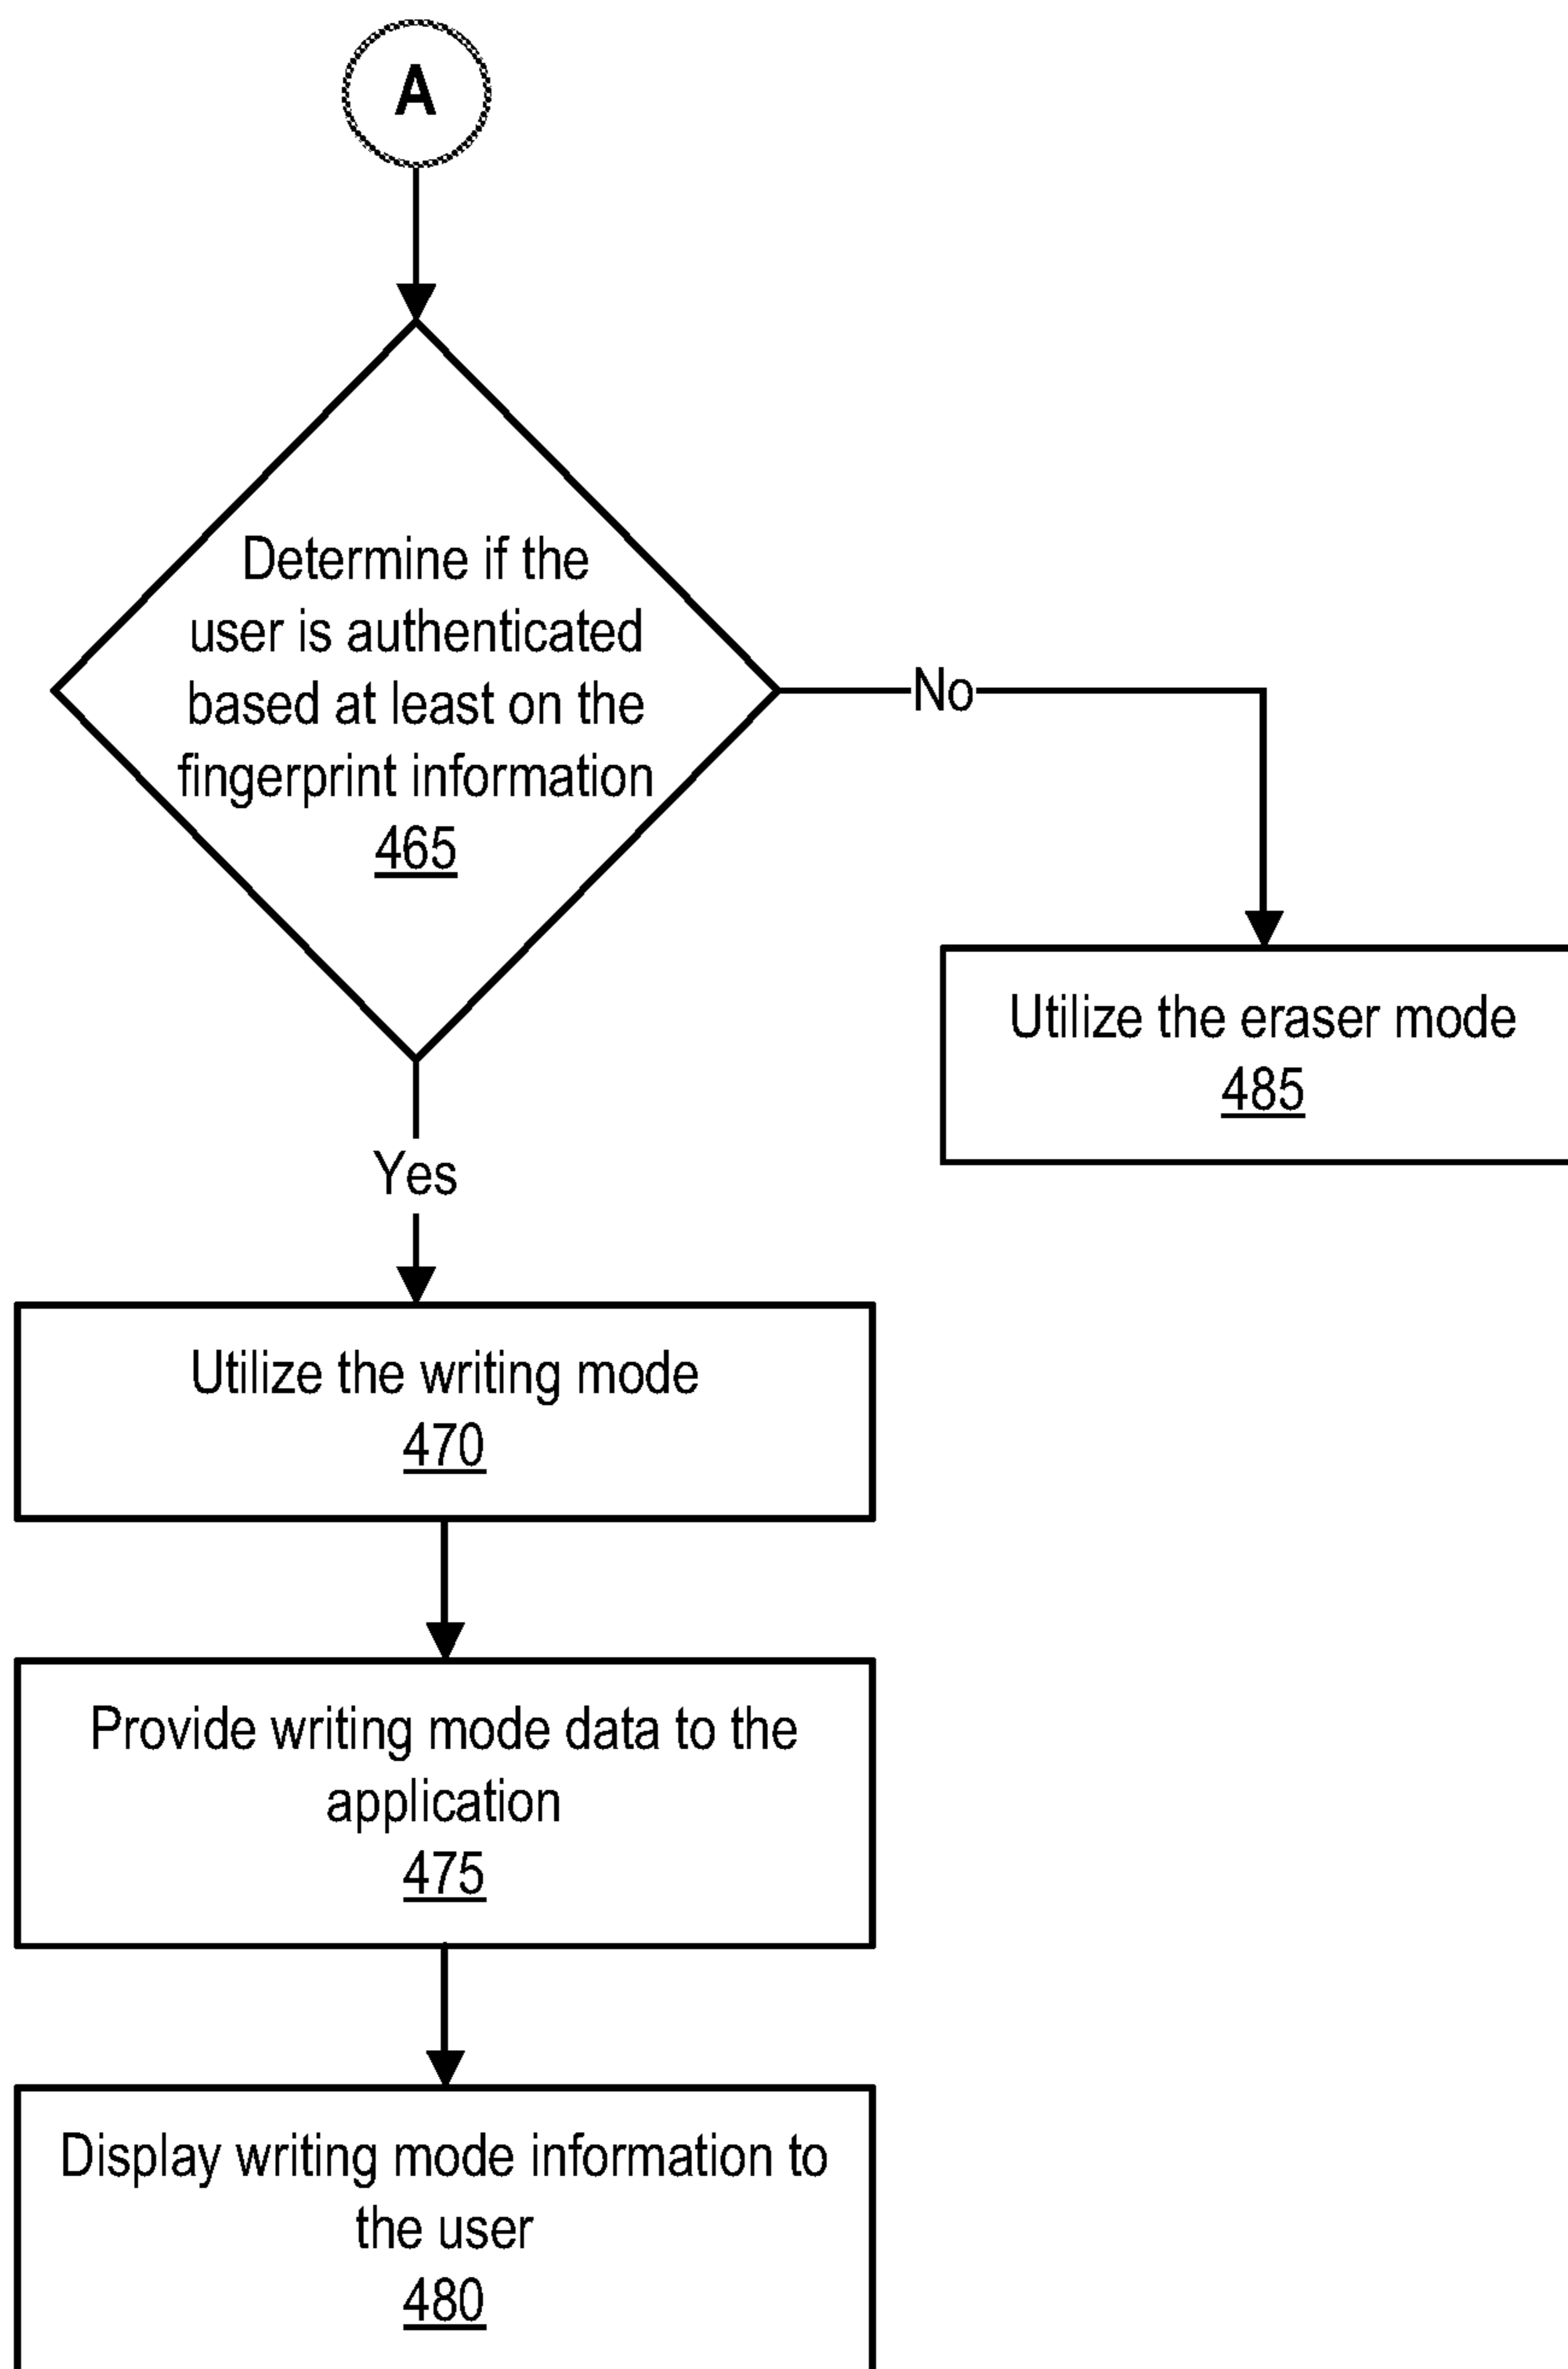 A
Determine if the
user is authenticated
based at least on the
fingerprint information
465
No
Utilize the eraser mode
485
Yes
Utilize the writing mode
470
Provide writing mode data to the
application
475
Display writing mode information to
the user
480